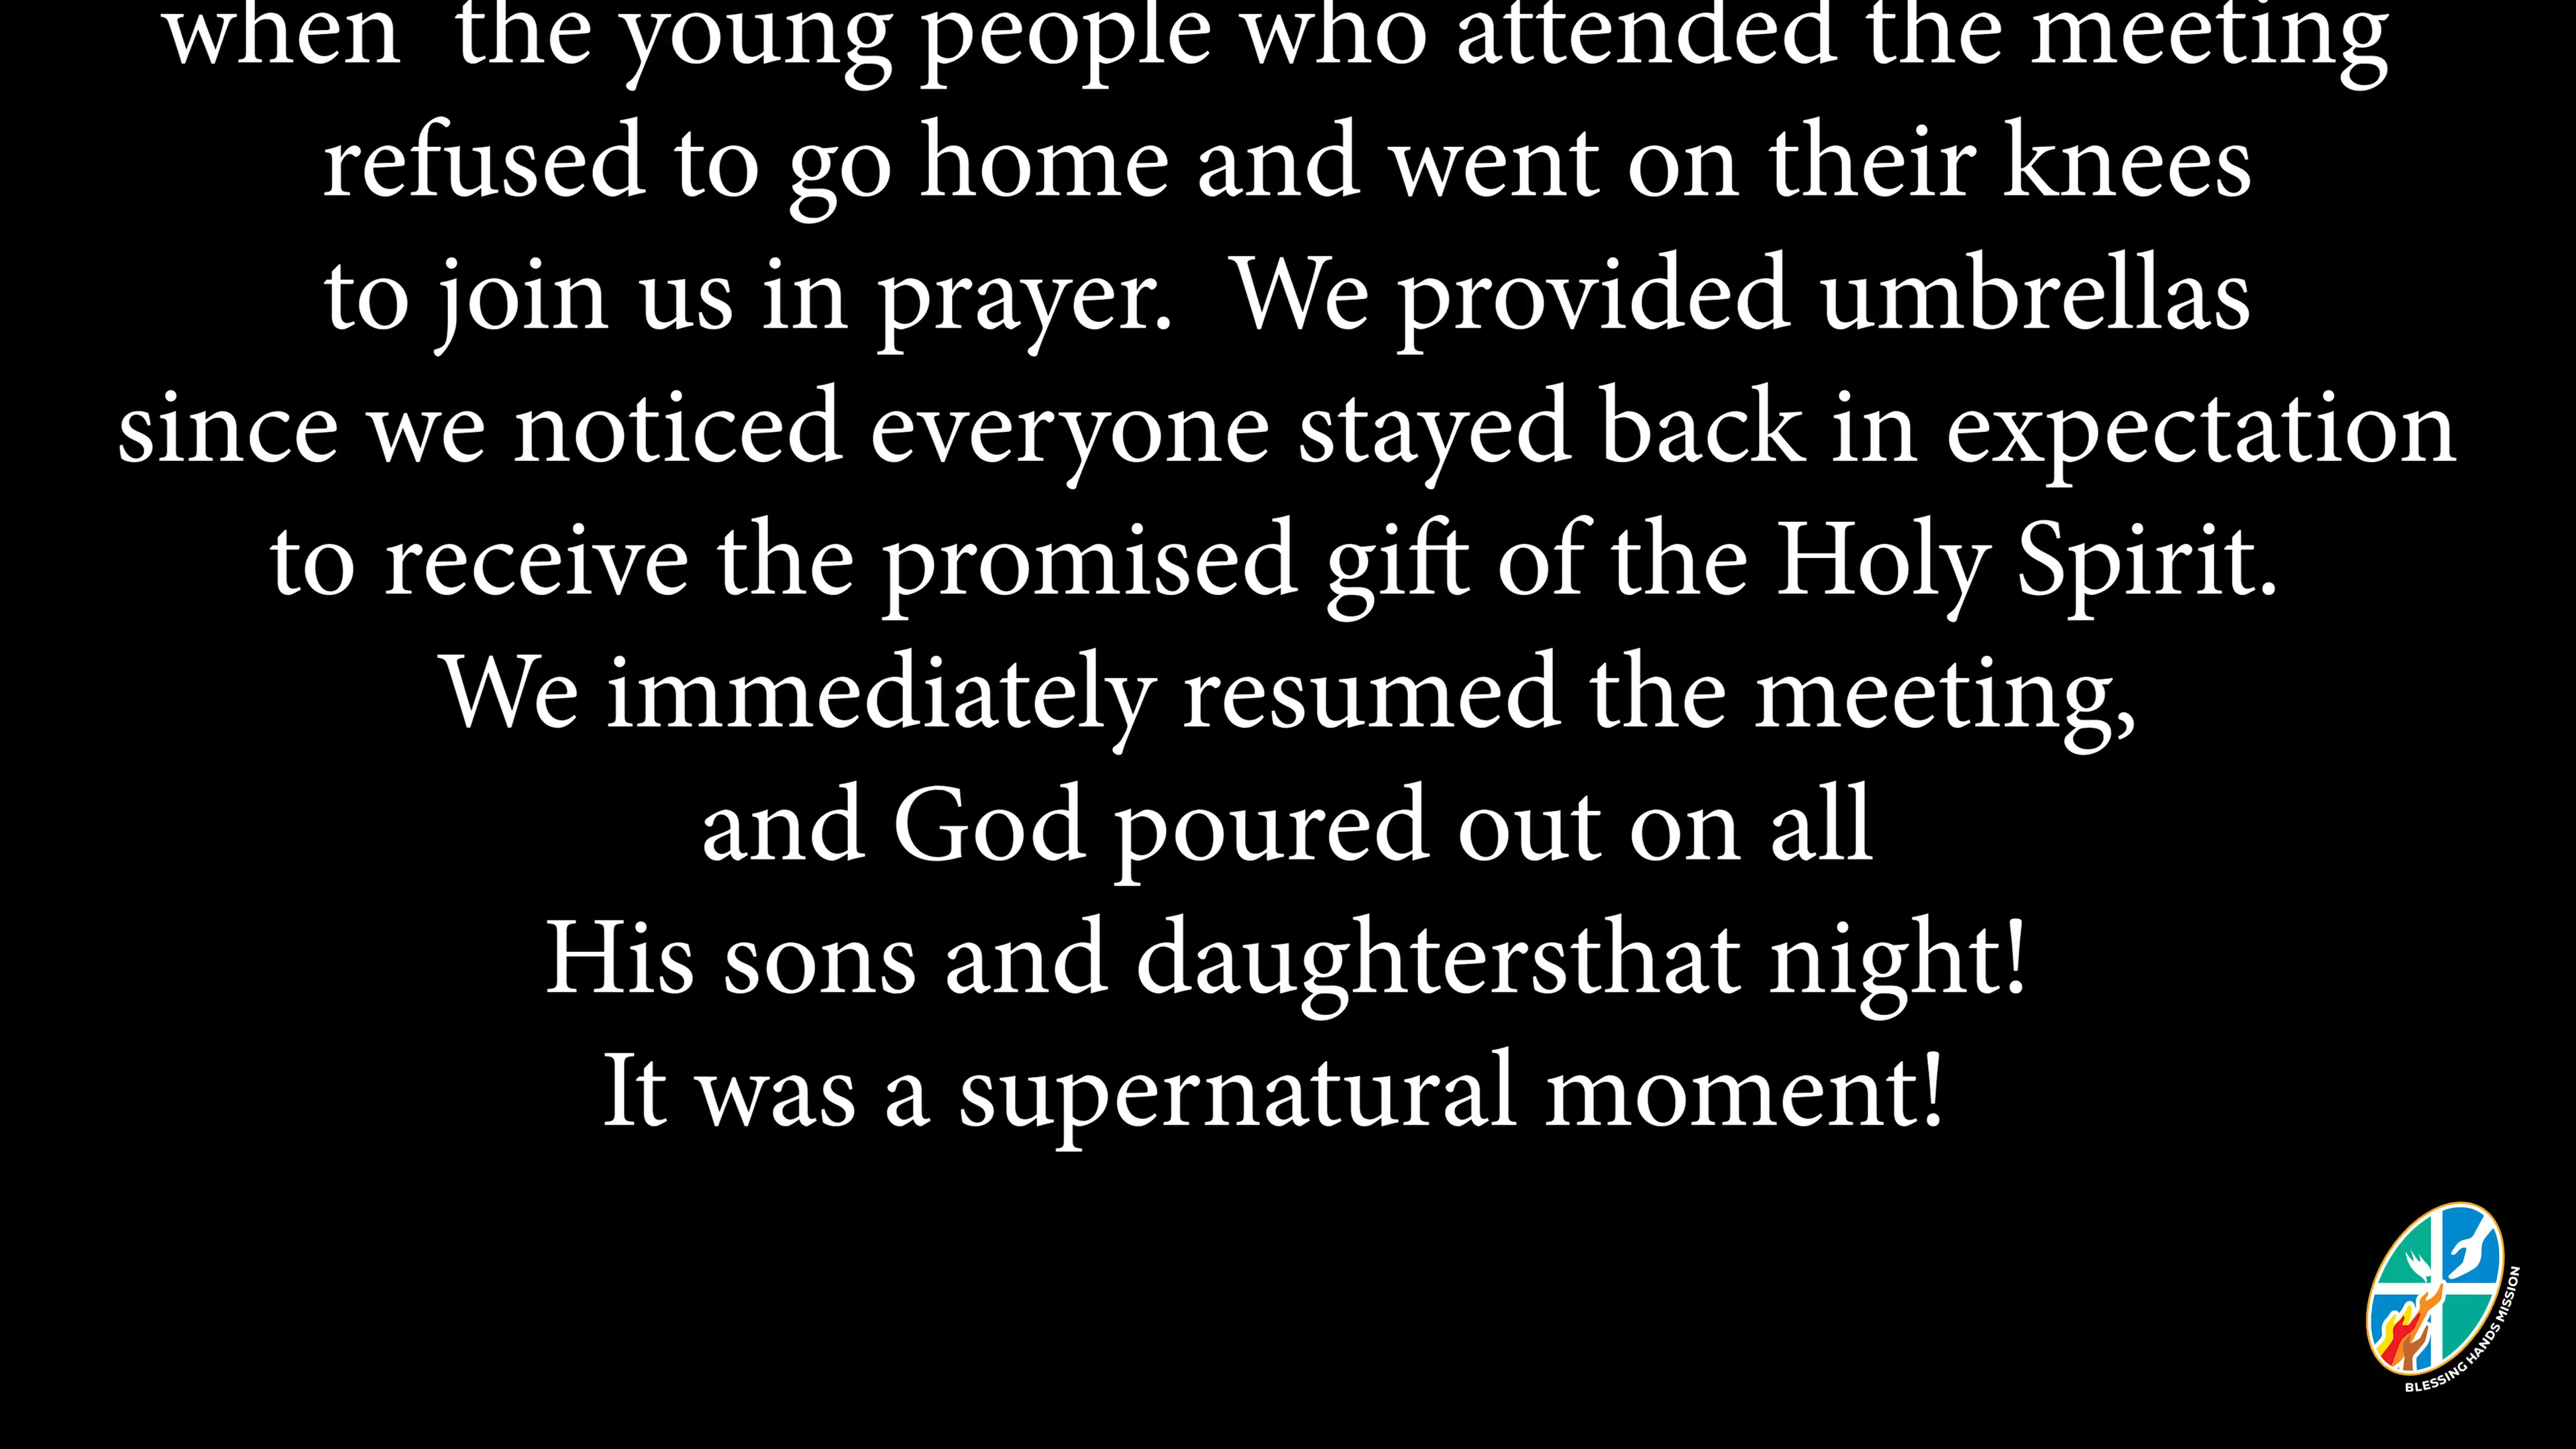 when  the young people who attended the meeting
refused to go home and went on their knees
to join us in prayer.  We provided umbrellas
since we noticed everyone stayed back in expectation
to receive the promised gift of the Holy Spirit.
We immediately resumed the meeting,
and God poured out on all
His sons and daughtersthat night!
It was a supernatural moment!
BLESSING HANDS MISSION